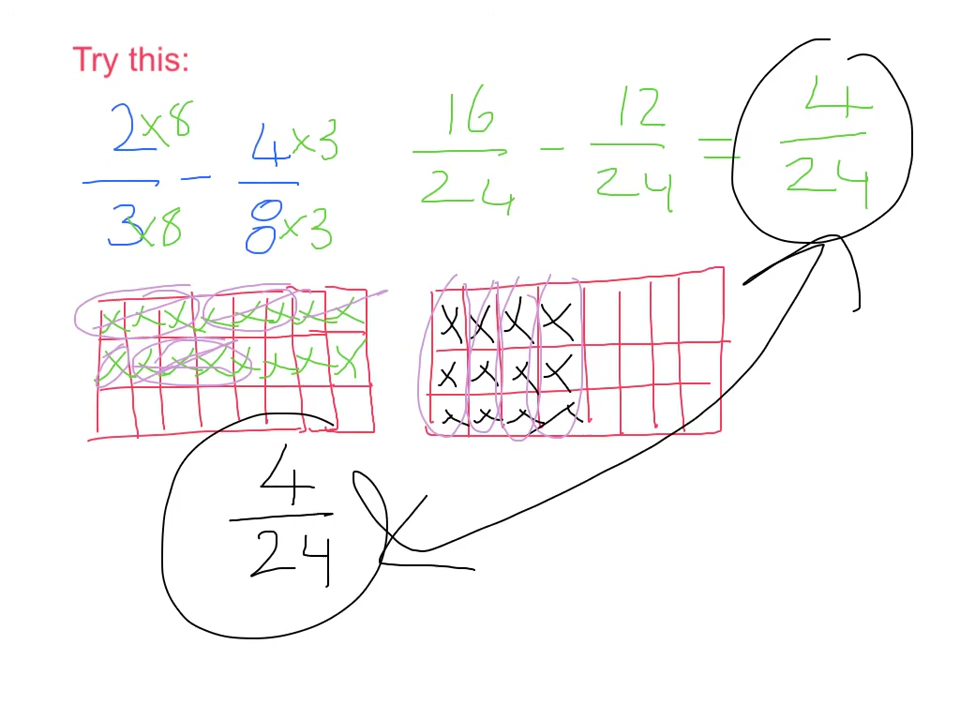 Try this:
2x8 4x3 16 12 4
— - — — - — = —
3x8 8x3 24 24 24
x x x x x x x x x x x x
x x x x x x x x x x x x
x x x x
4
—
24